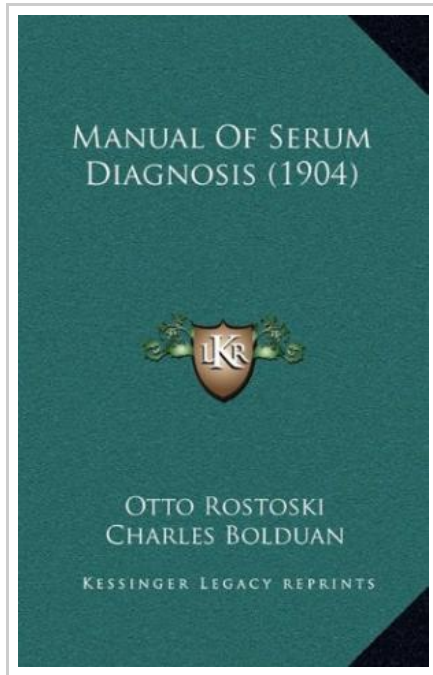 MANUAL OF SERUM
DIAGNOSIS (1904)
LKR
OTTO ROSTOSKI
CHARLES BOLDUAN
KESSINGER LEGACY REPRINTS